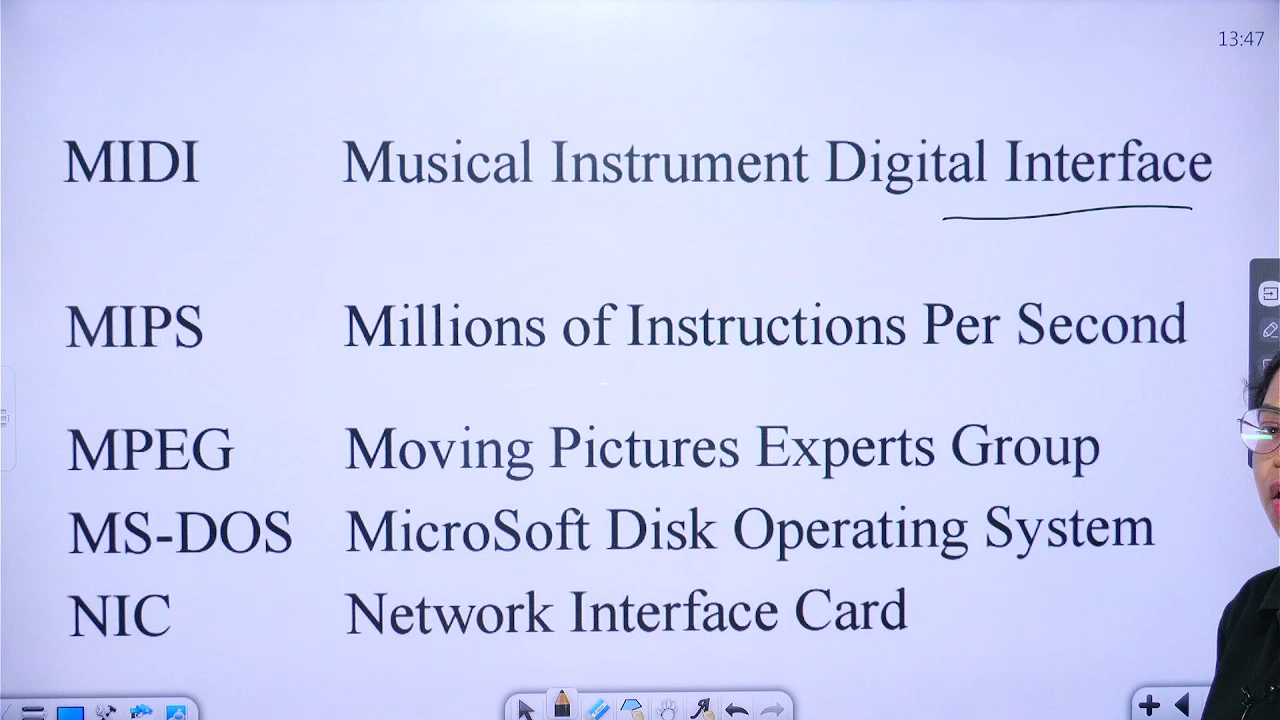 13:47
MIDI Musical Instrument Digital Interface
MIPS Millions of Instructions Per Second
MPEG Moving Pictures Experts Group
MS-DOS MicroSoft Disk Operating System
NIC Network Interface Card